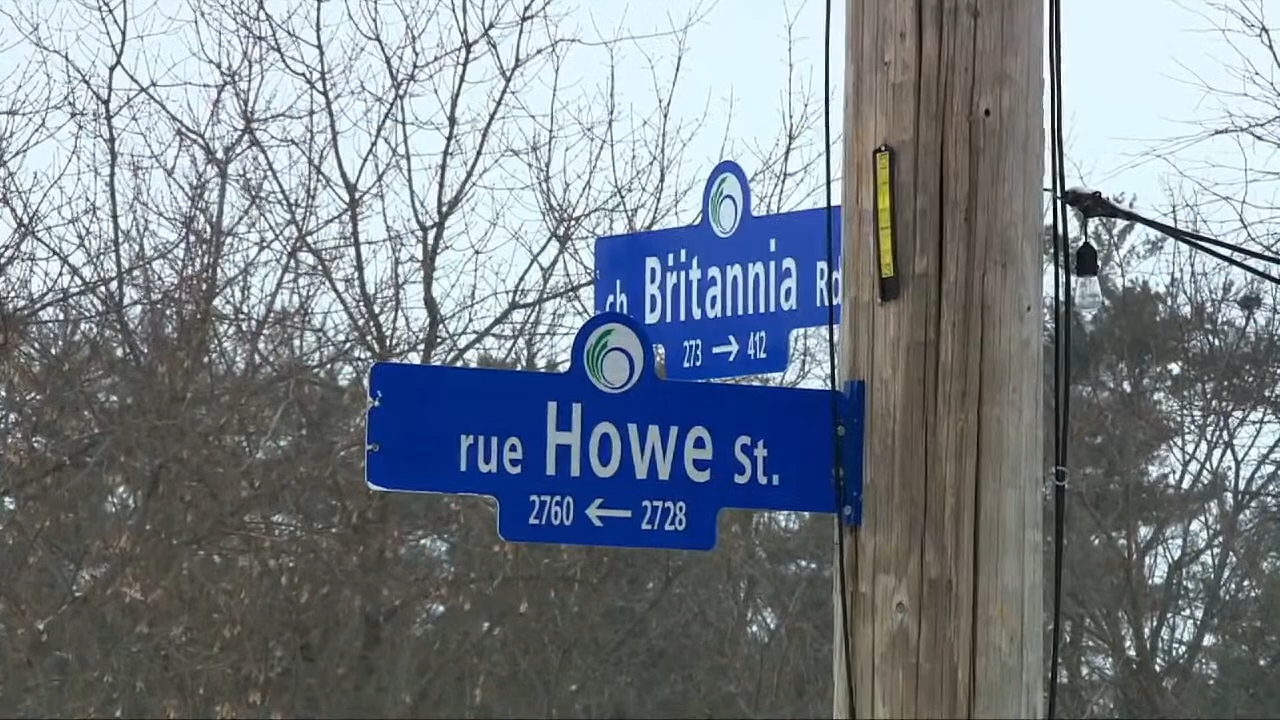 ch Britannia Rd
273 → 412
rue Howe St.
2760 ← 2728